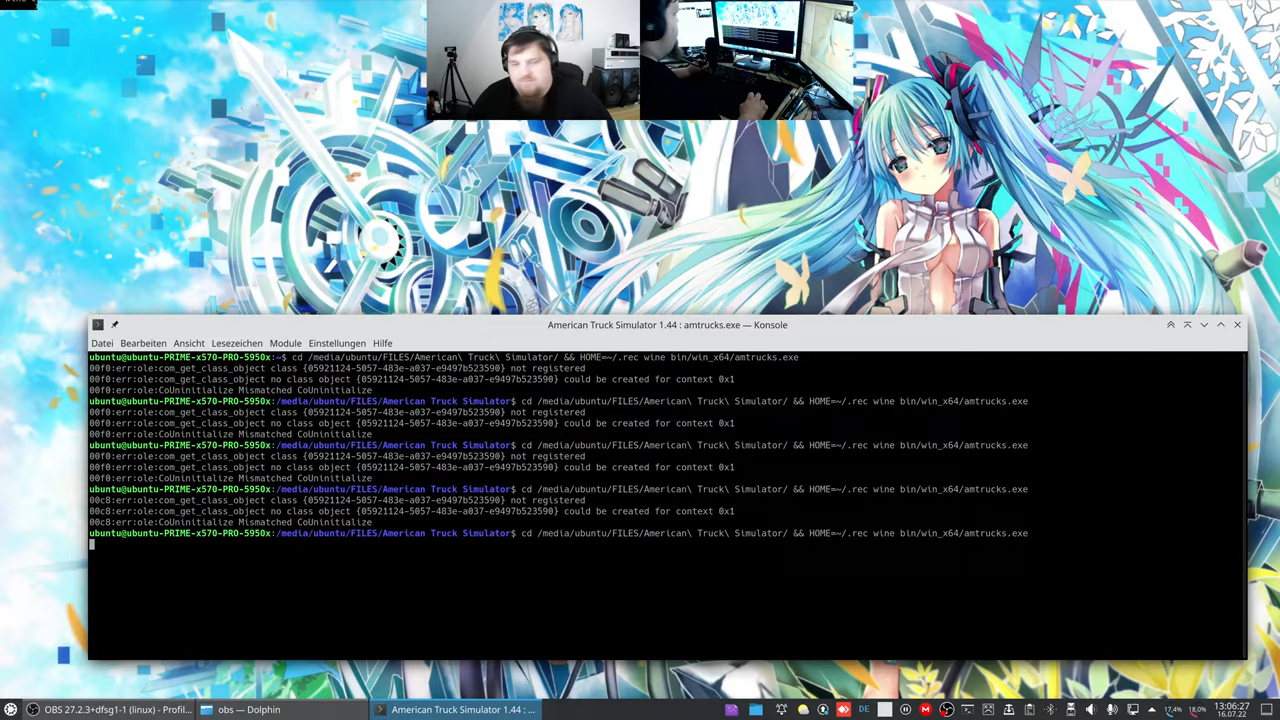 American Truck Simulator 1.44 : amtrucks.exe — Konsole
Datei Bearbeiten Ansicht Lesezeichen Module Einstellungen Hilfe
ubuntu@ubuntu-PRIME-x570-PRO-5950x:~$ cd /media/ubuntu/FILES/American\ Truck\ Simulator/ && HOME=~/.rec wine bin/win_x64/amtrucks.exe
00f0:err:ole:com_get_class_object class {05921124-5057-483e-a037-e9497b523590} not registered
00f0:err:ole:com_get_class_object no class object {05921124-5057-483e-a037-e9497b523590} could be created for context 0x1
00f0:err:ole:CoUninitialize Mismatched CoUninitialize
ubuntu@ubuntu-PRIME-x570-PRO-5950x:/media/ubuntu/FILES/American Truck Simulator$ cd /media/ubuntu/FILES/American\ Truck\ Simulator/ && HOME=~/.rec wine bin/win_x64/amtrucks.exe
00f0:err:ole:com_get_class_object class {05921124-5057-483e-a037-e9497b523590} not registered
00f0:err:ole:com_get_class_object no class object {05921124-5057-483e-a037-e9497b523590} could be created for context 0x1
00f0:err:ole:CoUninitialize Mismatched CoUninitialize
ubuntu@ubuntu-PRIME-x570-PRO-5950x:/media/ubuntu/FILES/American Truck Simulator$ cd /media/ubuntu/FILES/American\ Truck\ Simulator/ && HOME=~/.rec wine bin/win_x64/amtrucks.exe
00f0:err:ole:com_get_class_object class {05921124-5057-483e-a037-e9497b523590} not registered
00f0:err:ole:com_get_class_object no class object {05921124-5057-483e-a037-e9497b523590} could be created for context 0x1
00f0:err:ole:CoUninitialize Mismatched CoUninitialize
ubuntu@ubuntu-PRIME-x570-PRO-5950x:/media/ubuntu/FILES/American Truck Simulator$ cd /media/ubuntu/FILES/American\ Truck\ Simulator/ && HOME=~/.rec wine bin/win_x64/amtrucks.exe
00c8:err:ole:com_get_class_object class {05921124-5057-483e-a037-e9497b523590} not registered
00c8:err:ole:com_get_class_object no class object {05921124-5057-483e-a037-e9497b523590} could be created for context 0x1
00c8:err:ole:CoUninitialize Mismatched CoUninitialize
ubuntu@ubuntu-PRIME-x570-PRO-5950x:/media/ubuntu/FILES/American Truck Simulator$ cd /media/ubuntu/FILES/American\ Truck\ Simulator/ && HOME=~/.rec wine bin/win_x64/amtrucks.exe
OBS 27.2.3+dfsg1-1 (linux) - Profil... obs — Dolphin American Truck Simulator 1.44 : ... DE 17,4% 18,0% 13:06:27
16.07.22